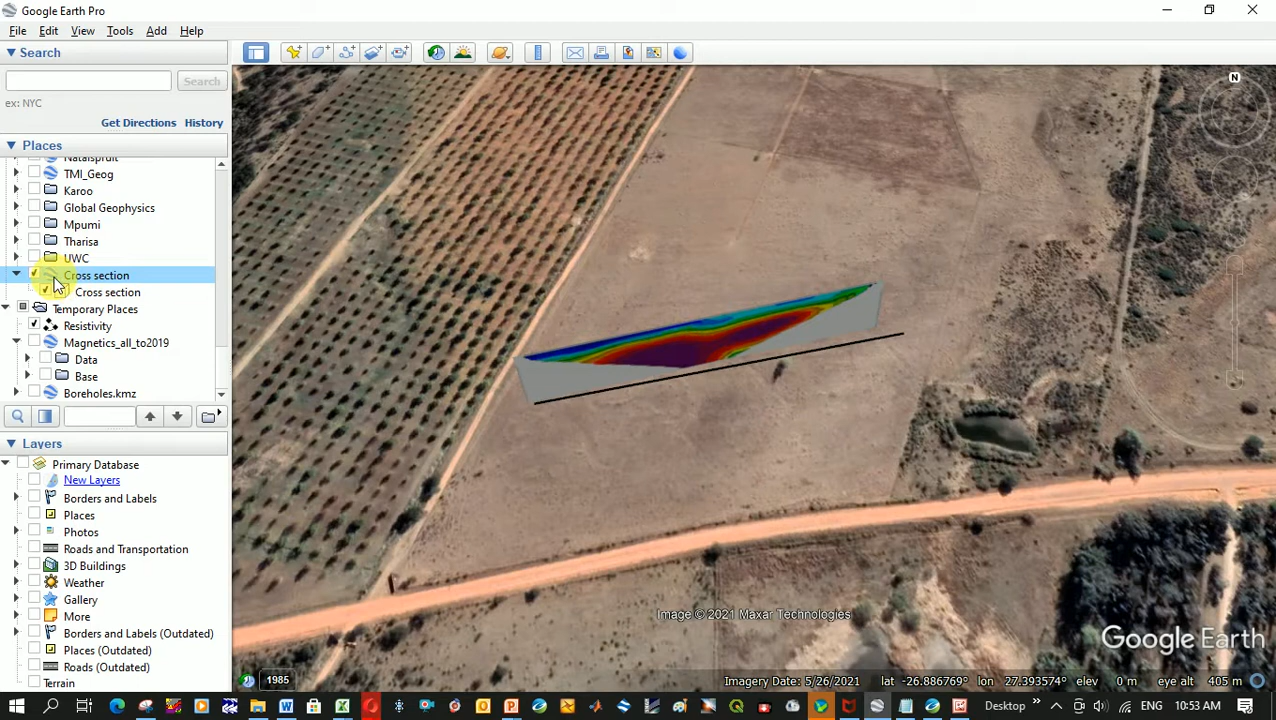 Google Earth Pro
File Edit View Tools Add Help
Search
Search
ex: NYC
Get Directions History
Places
Natalspruit
TMI_Geog
Karoo
Global Geophysics
Mpumi
Tharisa
UWC
Cross section
Cross section
Temporary Places
Resistivity
Magnetics_all_to2019
Data
Base
Boreholes.kmz
Layers
Primary Database
New Layers
Borders and Labels
Places
Photos
Roads and Transportation
3D Buildings
Weather
Gallery
More
Borders and Labels (Outdated)
Places (Outdated)
Roads (Outdated)
Terrain
N
Image © 2021 Maxar Technologies
Google Earth
1985
Imagery Date: 5/26/2021 lat -26.886769° lon 27.393574° elev 0 m eye alt 405 m
Desktop » ENG 10:53 AM